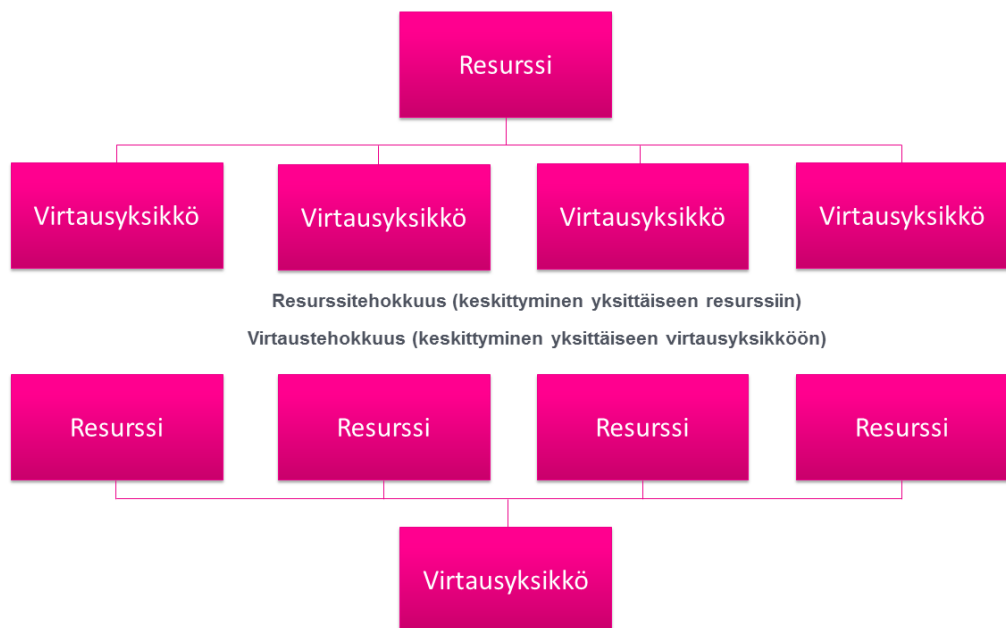 Resurssi
Virtausyksikkö
Virtausyksikkö
Virtausyksikkö
Virtausyksikkö
Resurssitehokkuus (keskittyminen yksittäiseen resurssiin)
Virtaustehokkuus (keskittyminen yksittäiseen virtausyksikköön)
Resurssi
Resurssi
Resurssi
Resurssi
Virtausyksikkö